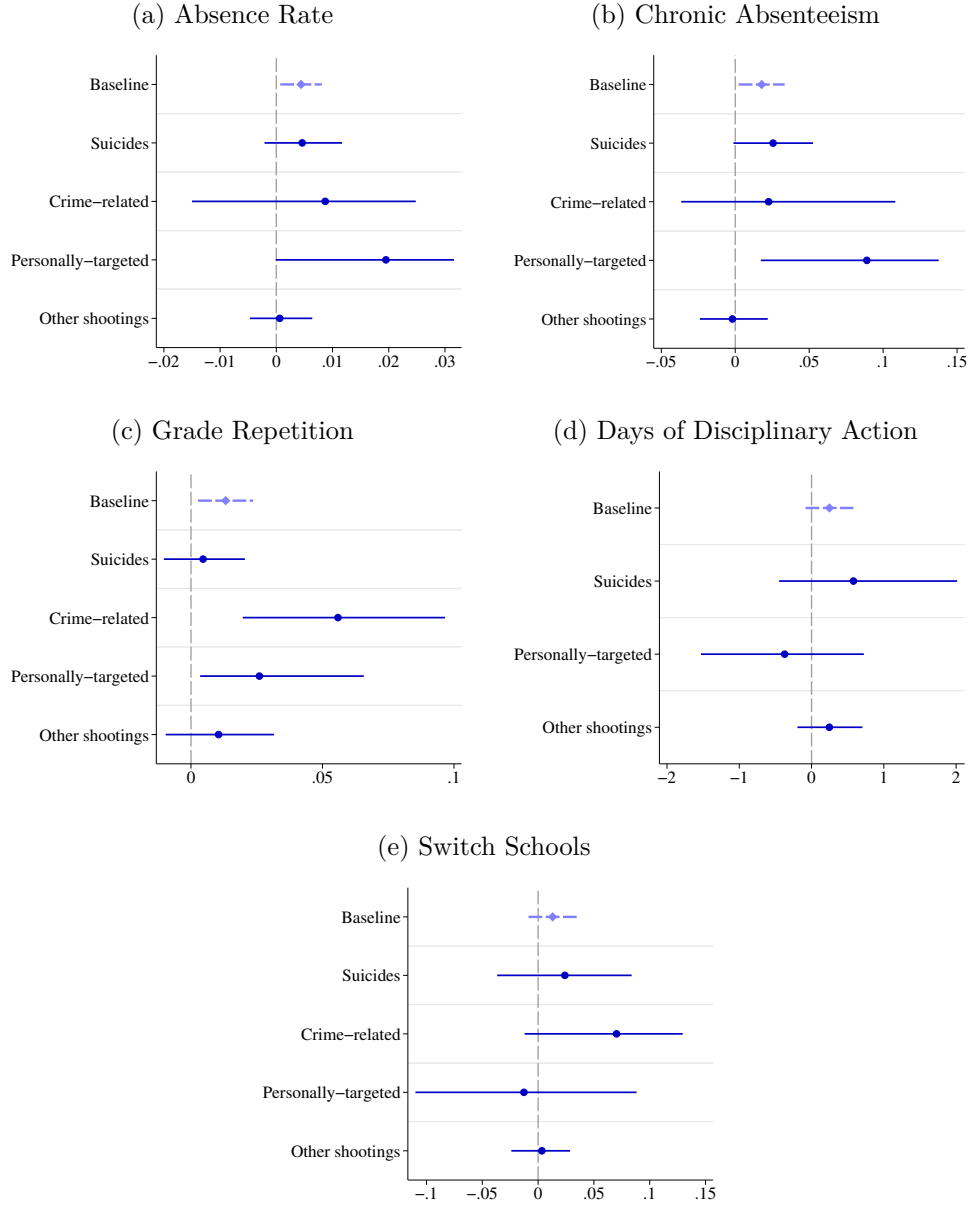 (a) Absence Rate
Baseline
Suicides
Crime−related
Personally−targeted
Other shootings
−.02 −.01 0 .01 .02 .03
(b) Chronic Absenteeism
Baseline
Suicides
Crime−related
Personally−targeted
Other shootings
−.05 0 .05 .1 .15
(c) Grade Repetition
Baseline
Suicides
Crime−related
Personally−targeted
Other shootings
0 .05 .1
(d) Days of Disciplinary Action
Baseline
Suicides
Personally−targeted
Other shootings
−2 −1 0 1 2
(e) Switch Schools
Baseline
Suicides
Crime−related
Personally−targeted
Other shootings
−.1 −.05 0 .05 .1 .15